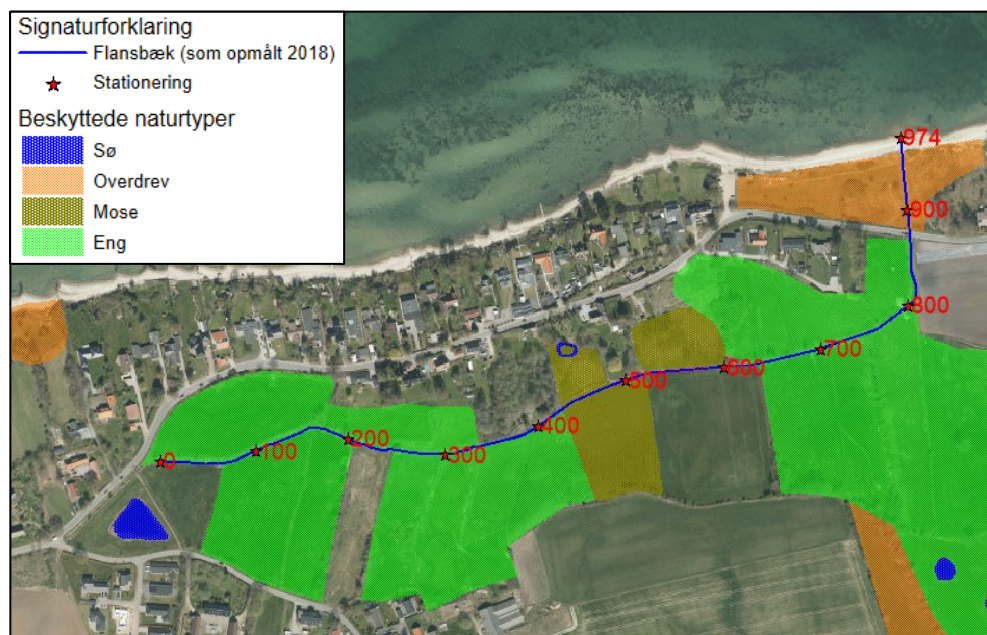 Signaturforklaring
Flansbæk (som opmålt 2018)
Stationering
Beskyttede naturtyper
Sø
Overdrev
Mose
Eng
974
900
800
700
600
500
400
300
200
100
0